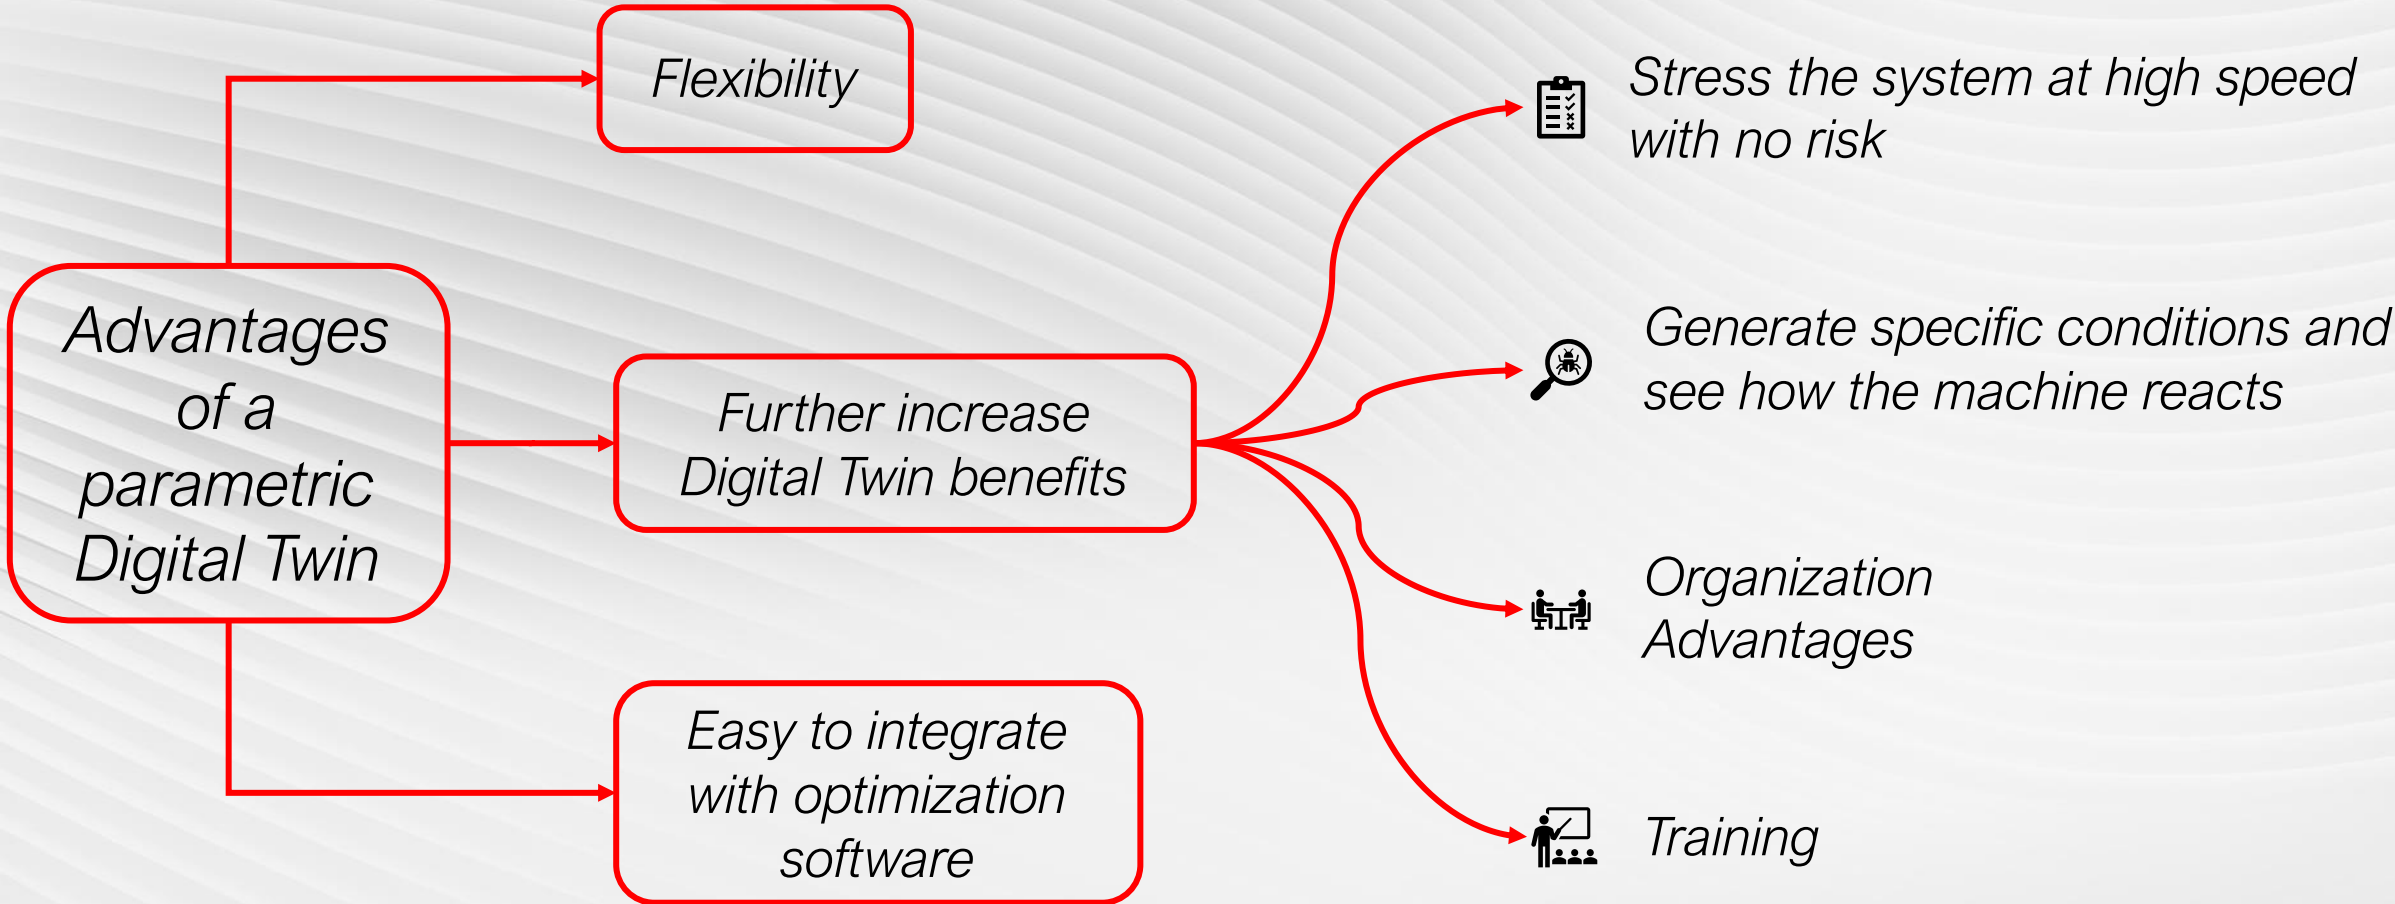 Flexibility
Advantages
of a
parametric
Digital Twin
Further increase
Digital Twin benefits
Easy to integrate
with optimization
software
Stress the system at high speed
with no risk
Generate specific conditions and
see how the machine reacts
Organization
Advantages
Training